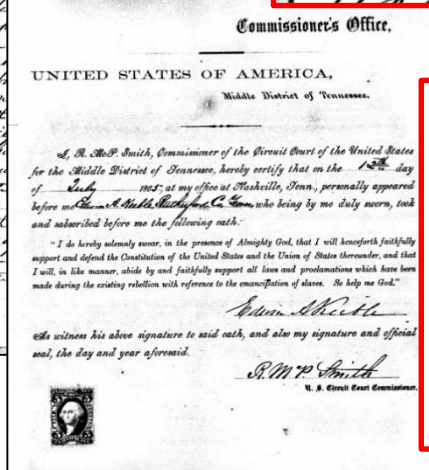 Commissioner's Office,
UNITED STATES OF AMERICA,
Middle District of Tennessee.
I, R. McP. Smith, Commissioner of the Circuit Court of the United States
for the Middle District of Tennessee, hereby certify that on the 12th day
of July 1865, at my office at Nashville, Tenn., personally appeared
before me Edwin A. Keeble Rutherford Co Tenn who being by me duly sworn, took
and subscribed before me the following oath:
"I do hereby solemnly swear, in the presence of Almighty God, that I will henceforth faithfully
support and defend the Constitution of the United States and the Union of States thereunder, and that
I will, in like manner, abide by and faithfully support all laws and proclamations which have been
made during the existing rebellion with reference to the emancipation of slaves. So help me God."
Edwin A Keeble
As witness his above signature to said oath, and also my signature and official
seal, the day and year aforesaid.
R. McP Smith
U. S. Circuit Court Commissioner.